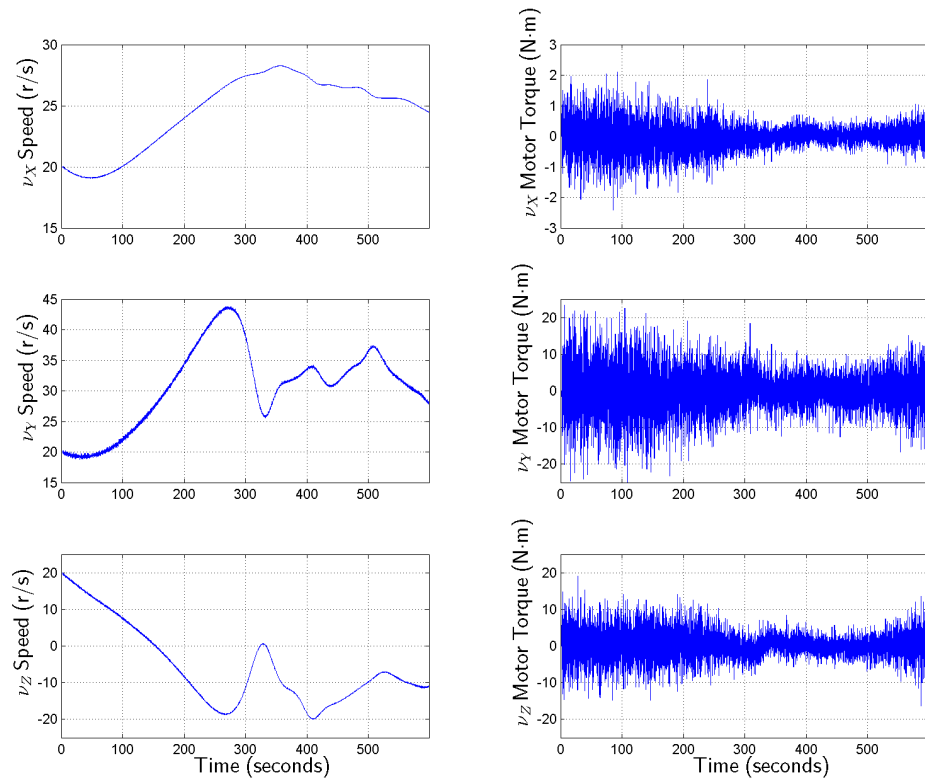 ν_X Speed (r/s)
30
25
20
15
0 100 200 300 400 500
ν_X Motor Torque (N·m)
3
2
1
0
-1
-2
-3
0 100 200 300 400 500
ν_Y Speed (r/s)
45
40
35
30
25
20
15
0 100 200 300 400 500
ν_Y Motor Torque (N·m)
20
10
0
-10
-20
0 100 200 300 400 500
ν_Z Speed (r/s)
20
10
0
-10
-20
0 100 200 300 400 500
Time (seconds)
ν_Z Motor Torque (N·m)
20
10
0
-10
-20
0 100 200 300 400 500
Time (seconds)